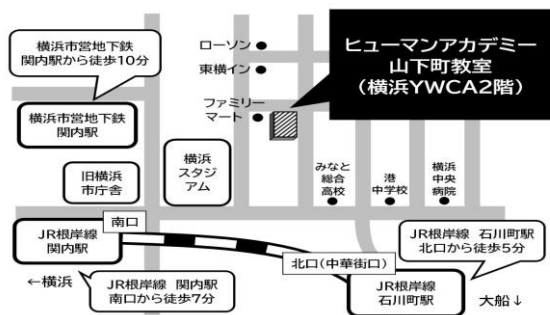 横浜市営地下鉄
関内駅から徒歩10分
ローソン
東横イン
ファミリー
マート
ヒューマンアカデミー
山下町教室
(横浜YWCA2階)
横浜市営地下鉄
関内駅
旧横浜
市庁舎
横浜
スタジ
アム
みなと
総合
高校
港
中学校
横浜
中央
病院
JR根岸線
関内駅
南口
北口(中華街口)
JR根岸線 石川町駅
北口から徒歩5分
←横浜
JR根岸線 関内駅
南口から徒歩7分
JR根岸線
石川町駅
大船↓